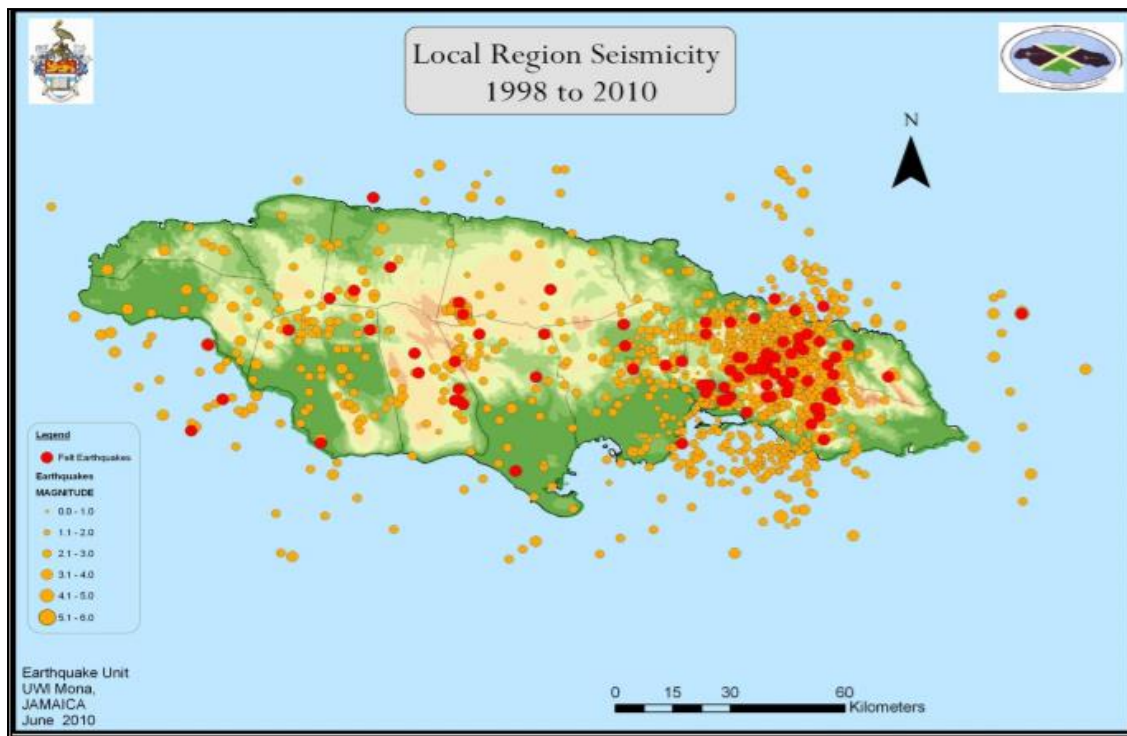 Local Region Seismicity
1998 to 2010
N
Legend
Felt Earthquakes
Earthquakes
MAGNITUDE
0.0 - 1.0
1.1 - 2.0
2.1 - 3.0
3.1 - 4.0
4.1 - 5.0
5.1 - 6.0
Earthquake Unit
UWI Mona,
JAMAICA
June 2010
0 15 30 60
Kilometers